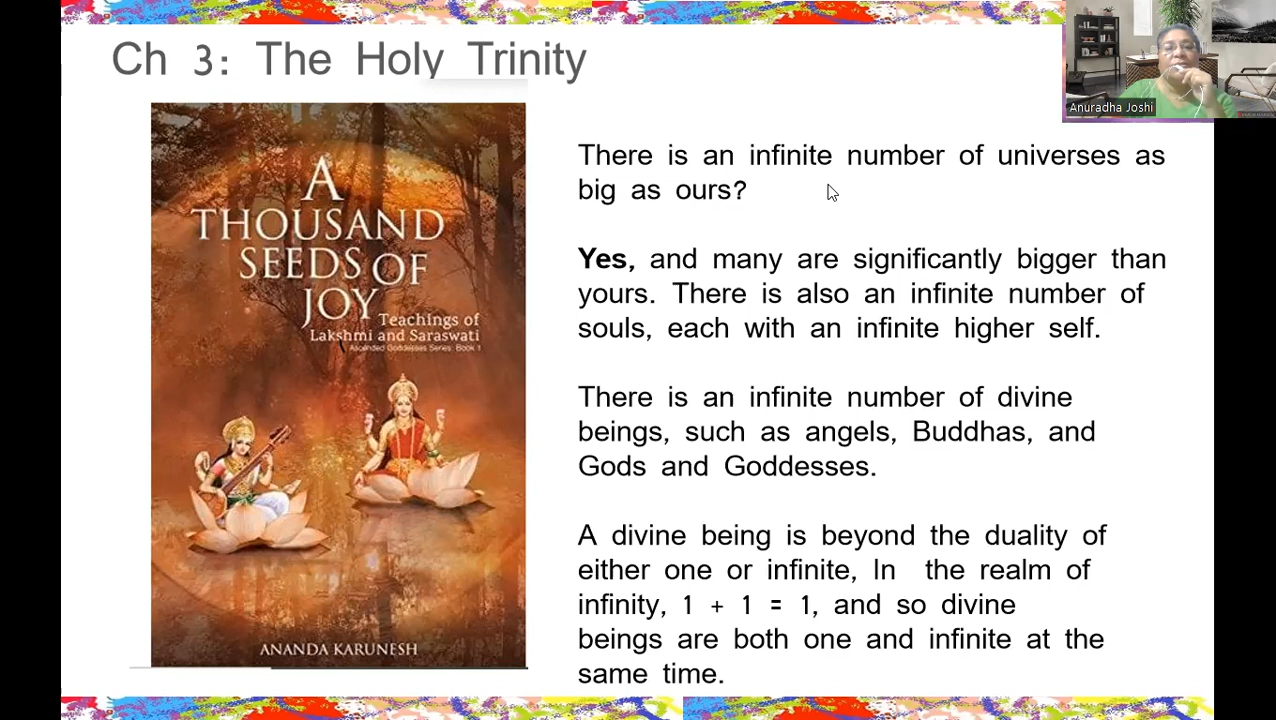 Ch 3: The Holy Trinity
Anuradha Joshi
A
THOUSAND
SEEDS OF
JOY
Teachings of
Lakshmi and Saraswati
Ascended Goddesses Series: Book 1
ANANDA KARUNESH
There is an infinite number of universes as
big as ours?
Yes, and many are significantly bigger than
yours. There is also an infinite number of
souls, each with an infinite higher self.
There is an infinite number of divine
beings, such as angels, Buddhas, and
Gods and Goddesses.
A divine being is beyond the duality of
either one or infinite, In the realm of
infinity, 1 + 1 = 1, and so divine
beings are both one and infinite at the
same time.